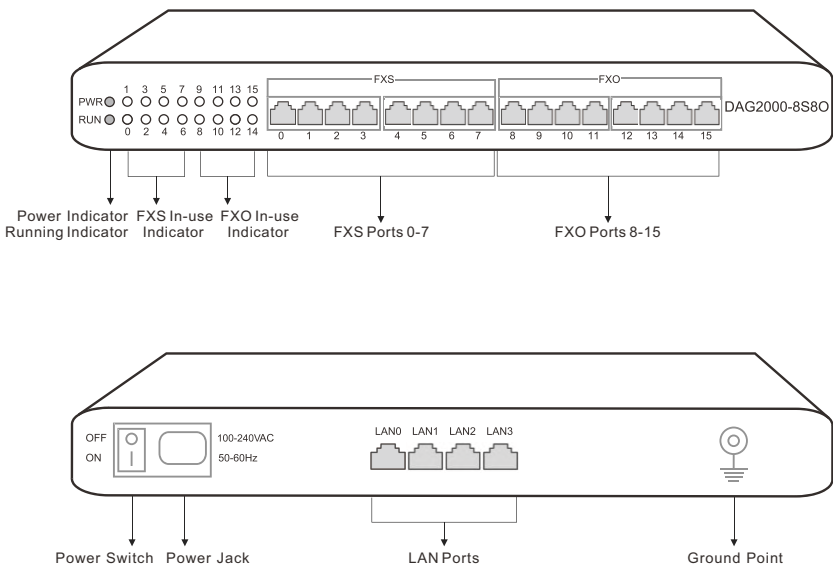 FXS
FXO
1 3 5 7 9 11 13 15
PWR
DAG2000-8S8O
RUN
0 2 4 6 8 10 12 14
0 1 2 3 4 5 6 7 8 9 10 11 12 13 14 15
Power Indicator
Running Indicator
FXS In-use
Indicator
FXO In-use
Indicator
FXS Ports 0-7
FXO Ports 8-15
LAN0 LAN1 LAN2 LAN3
OFF
100-240VAC
ON
50-60Hz
Power Switch
Power Jack
LAN Ports
Ground Point